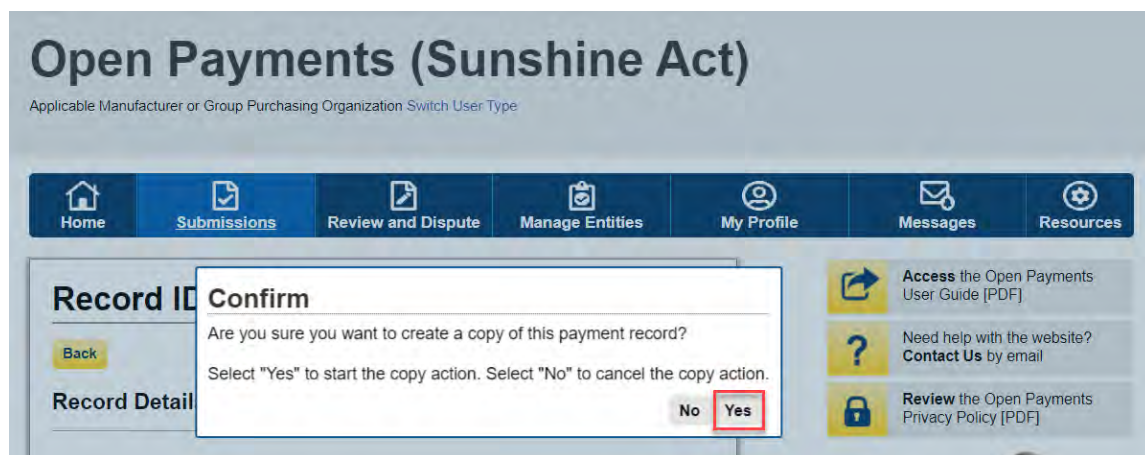 Open Payments (Sunshine Act)
Applicable Manufacturer or Group Purchasing Organization Switch User Type
Home
Submissions
Review and Dispute
Manage Entities
My Profile
Messages
Resources
Record ID
Confirm
Are you sure you want to create a copy of this payment record?
Select "Yes" to start the copy action. Select "No" to cancel the copy action.
No Yes
Back
Record Detail
Access the Open Payments
User Guide [PDF]
?
Need help with the website?
Contact Us by email
Review the Open Payments
Privacy Policy [PDF]